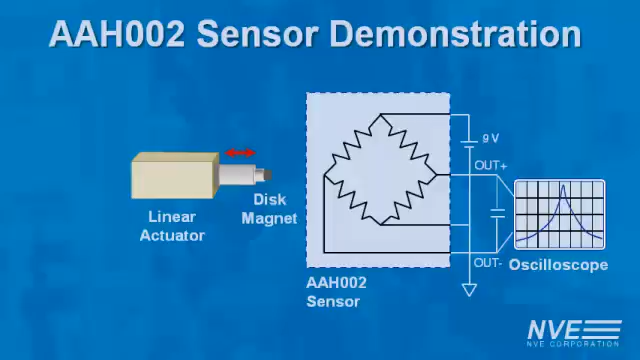 AAH002 Sensor Demonstration
9 V
OUT+
Disk
Magnet
Linear
Actuator
OUT-
Oscilloscope
AAH002
Sensor
NVE
NVE CORPORATION